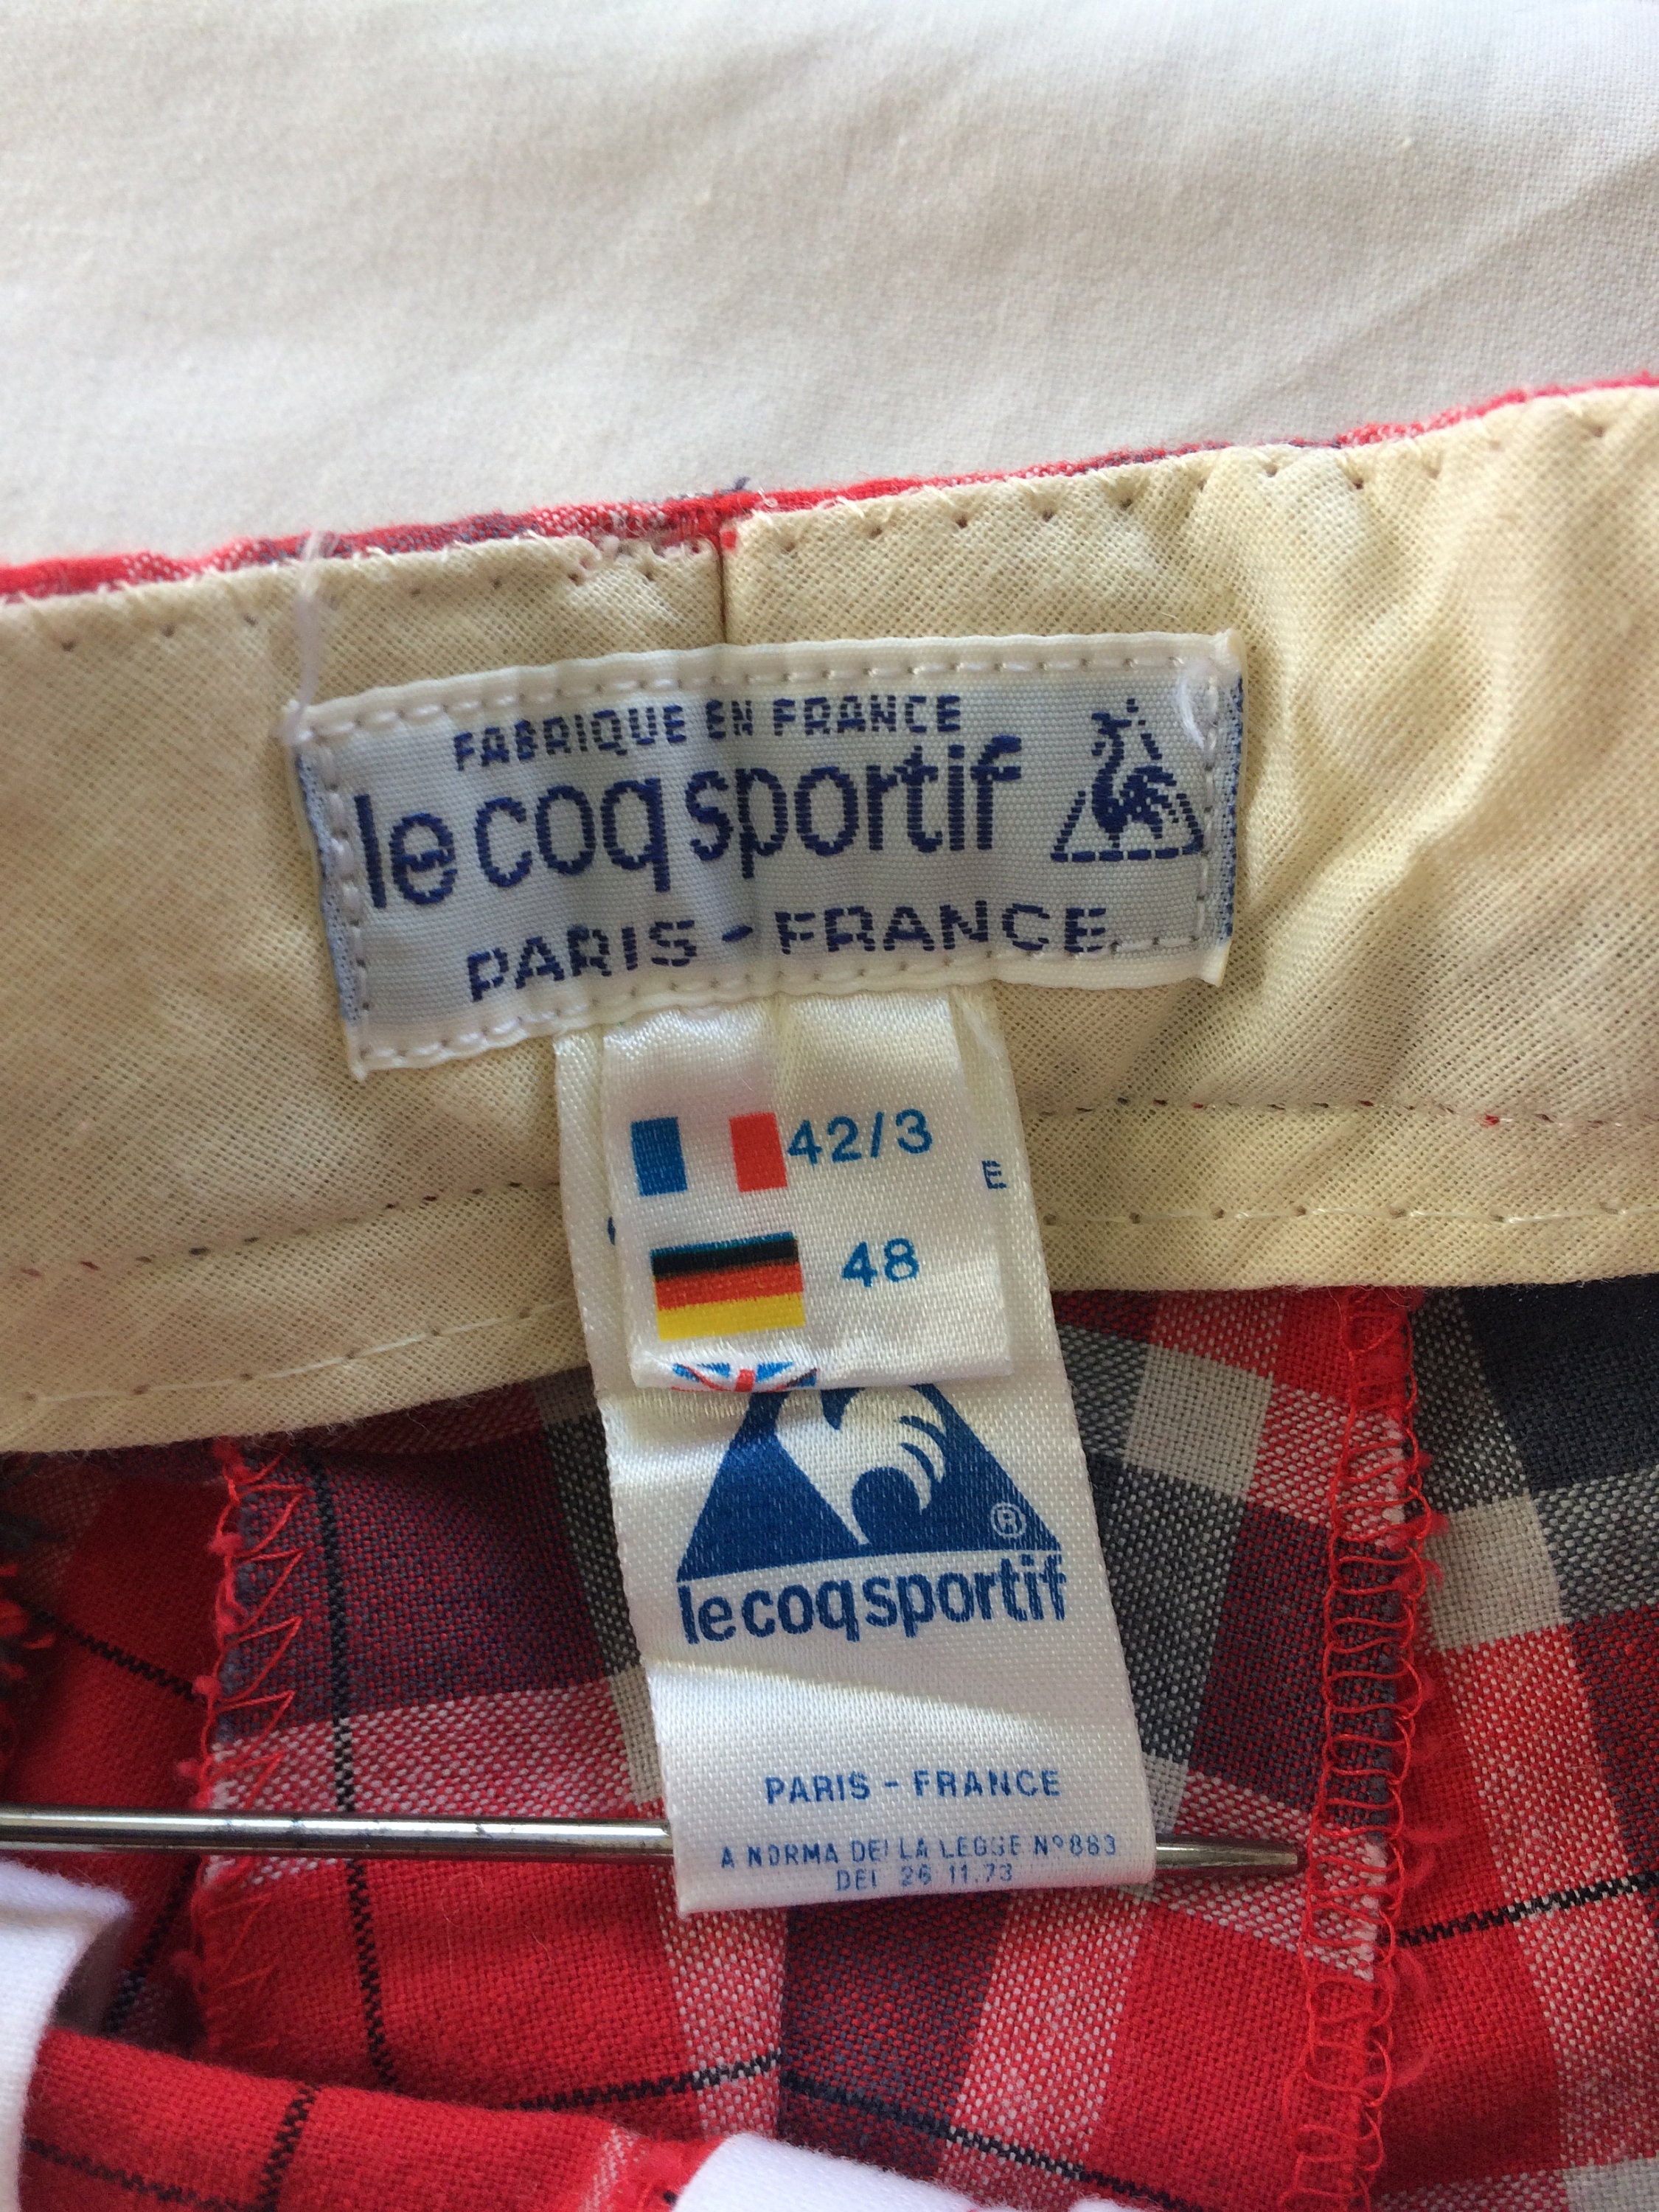 FABRIQUE EN FRANCE
le coq sportif
PARIS - FRANCE
42/3
E
48
®
le coq sportif
PARIS - FRANCE
A NORMA DELLA LEGGE Nº 883
DEL 26 11.73